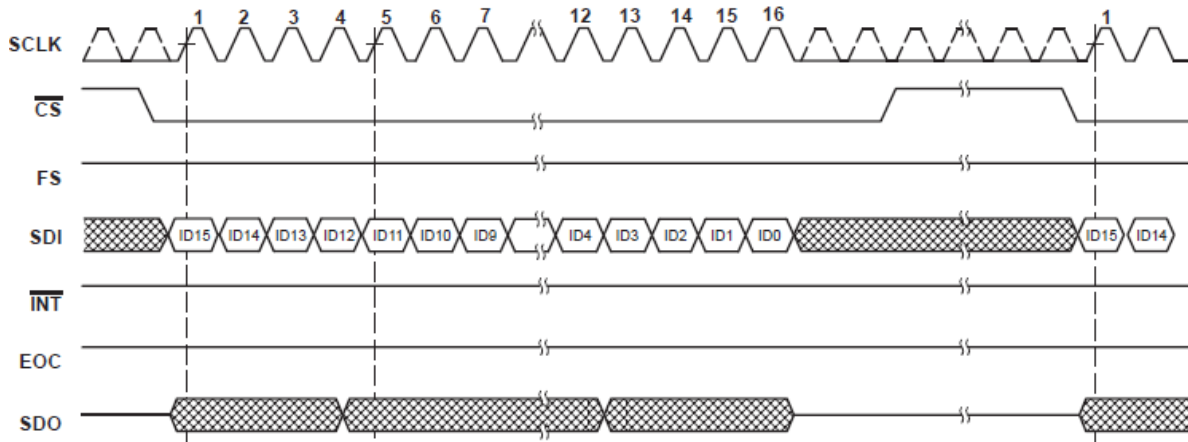 1 2 3 4 5 6 7 12 13 14 15 16 1
SCLK
CS
FS
SDI ID15 ID14 ID13 ID12 ID11 ID10 ID9 ID4 ID3 ID2 ID1 ID0 ID15 ID14
INT
EOC
SDO